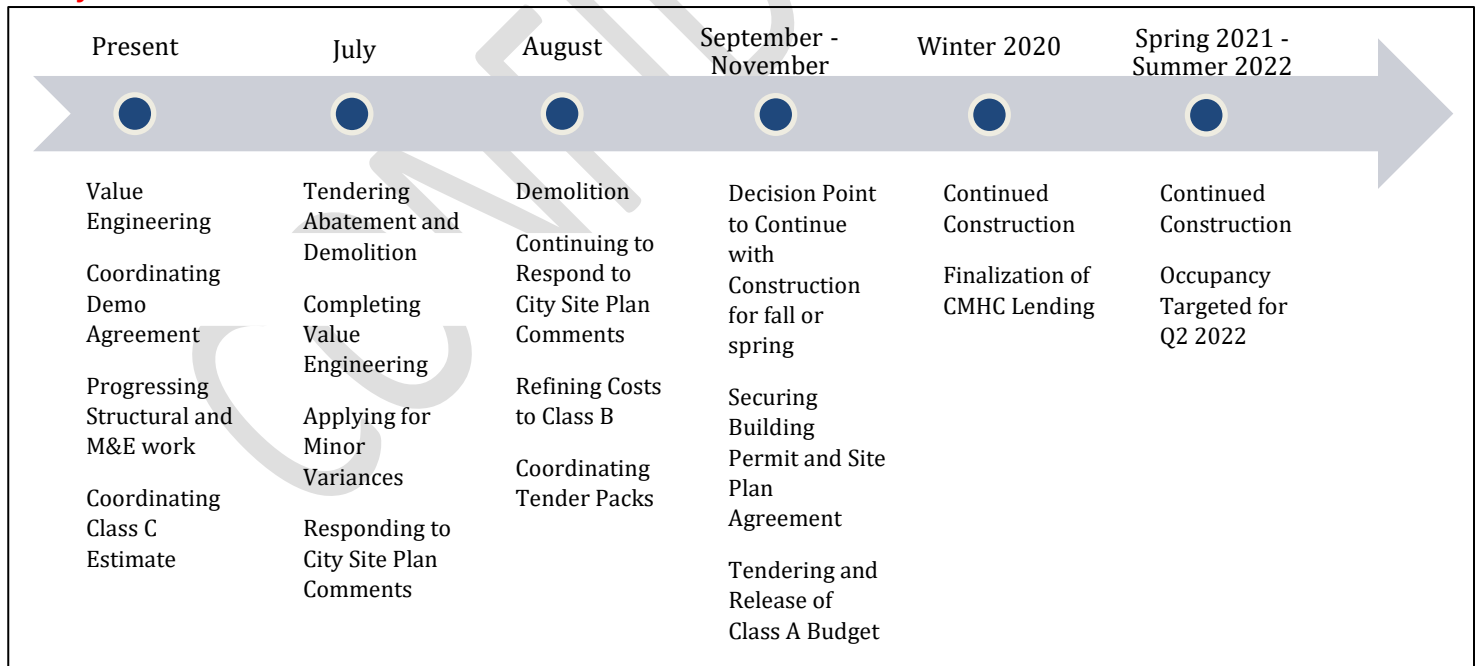 Present
July
August
September -
November
Winter 2020
Spring 2021 -
Summer 2022
Value
Engineering
Coordinating
Demo
Agreement
Progressing
Structural and
M&E work
Coordinating
Class C
Estimate
Tendering
Abatement and
Demolition
Completing
Value
Engineering
Applying for
Minor
Variances
Responding to
City Site Plan
Comments
Demolition
Continuing to
Respond to
City Site Plan
Comments
Refining Costs
to Class B
Coordinating
Tender Packs
Decision Point
to Continue
with
Construction
for fall or
spring
Securing
Building
Permit and Site
Plan
Agreement
Tendering and
Release of
Class A Budget
Continued
Construction
Finalization of
CMHC Lending
Continued
Construction
Occupancy
Targeted for
Q2 2022